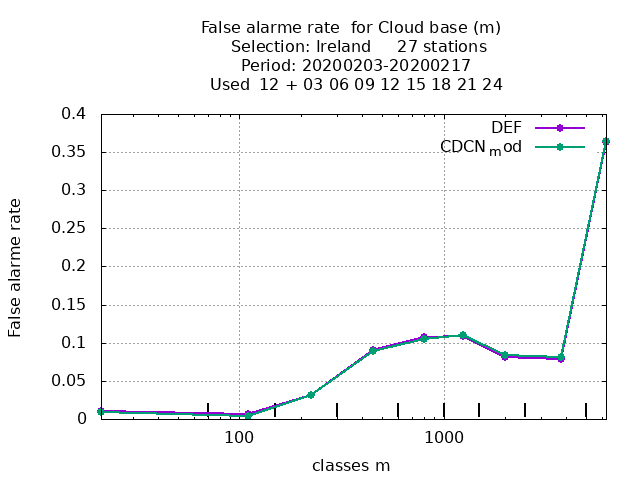 False alarme rate  for Cloud base (m)
Selection: Ireland     27 stations
Period: 20200203-20200217
Used  12 + 03 06 09 12 15 18 21 24
DEF
CDCN_mod
0.4
0.35
0.3
0.25
0.2
0.15
0.1
0.05
0
False alarme rate
100
1000
classes m